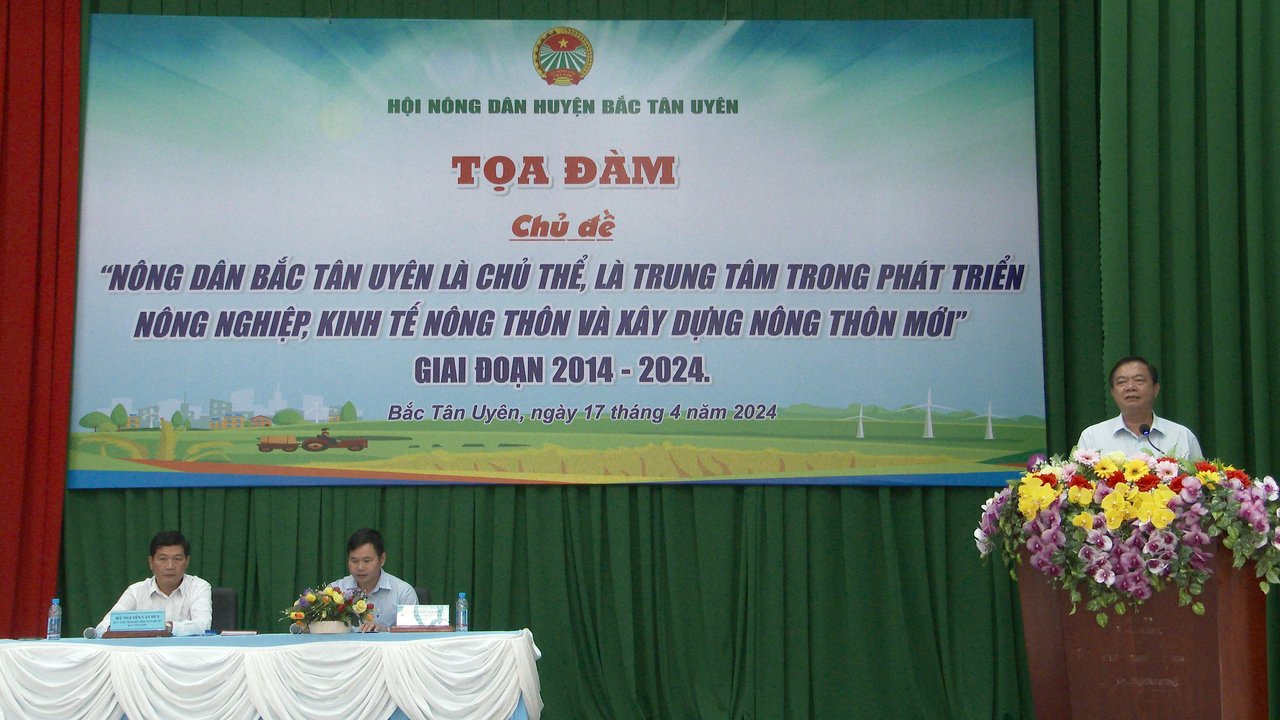 HỘI NÔNG DÂN HUYỆN BẮC TÂN UYÊN
TỌA ĐÀM
Chủ đề
“NÔNG DÂN BẮC TÂN UYÊN LÀ CHỦ THỂ, LÀ TRUNG TÂM TRONG PHÁT TRIỂN
NÔNG NGHIỆP, KINH TẾ NÔNG THÔN VÀ XÂY DỰNG NÔNG THÔN MỚI”
GIAI ĐOẠN 2014 - 2024.
Bắc Tân Uyên, ngày 17 tháng 4 năm 2024